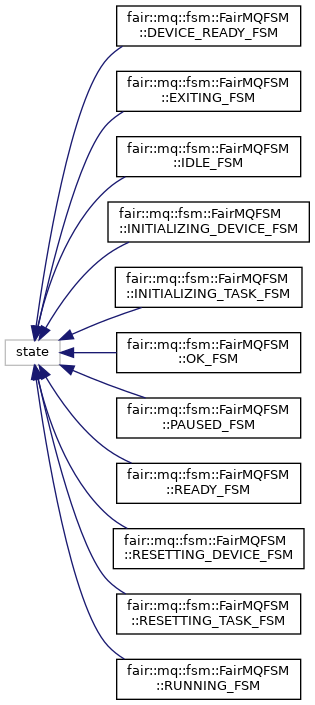 fair::mq::fsm::FairMQFSM
::DEVICE_READY_FSM
fair::mq::fsm::FairMQFSM
::EXITING_FSM
fair::mq::fsm::FairMQFSM
::IDLE_FSM
fair::mq::fsm::FairMQFSM
::INITIALIZING_DEVICE_FSM
fair::mq::fsm::FairMQFSM
::INITIALIZING_TASK_FSM
state
fair::mq::fsm::FairMQFSM
::OK_FSM
fair::mq::fsm::FairMQFSM
::PAUSED_FSM
fair::mq::fsm::FairMQFSM
::READY_FSM
fair::mq::fsm::FairMQFSM
::RESETTING_DEVICE_FSM
fair::mq::fsm::FairMQFSM
::RESETTING_TASK_FSM
fair::mq::fsm::FairMQFSM
::RUNNING_FSM